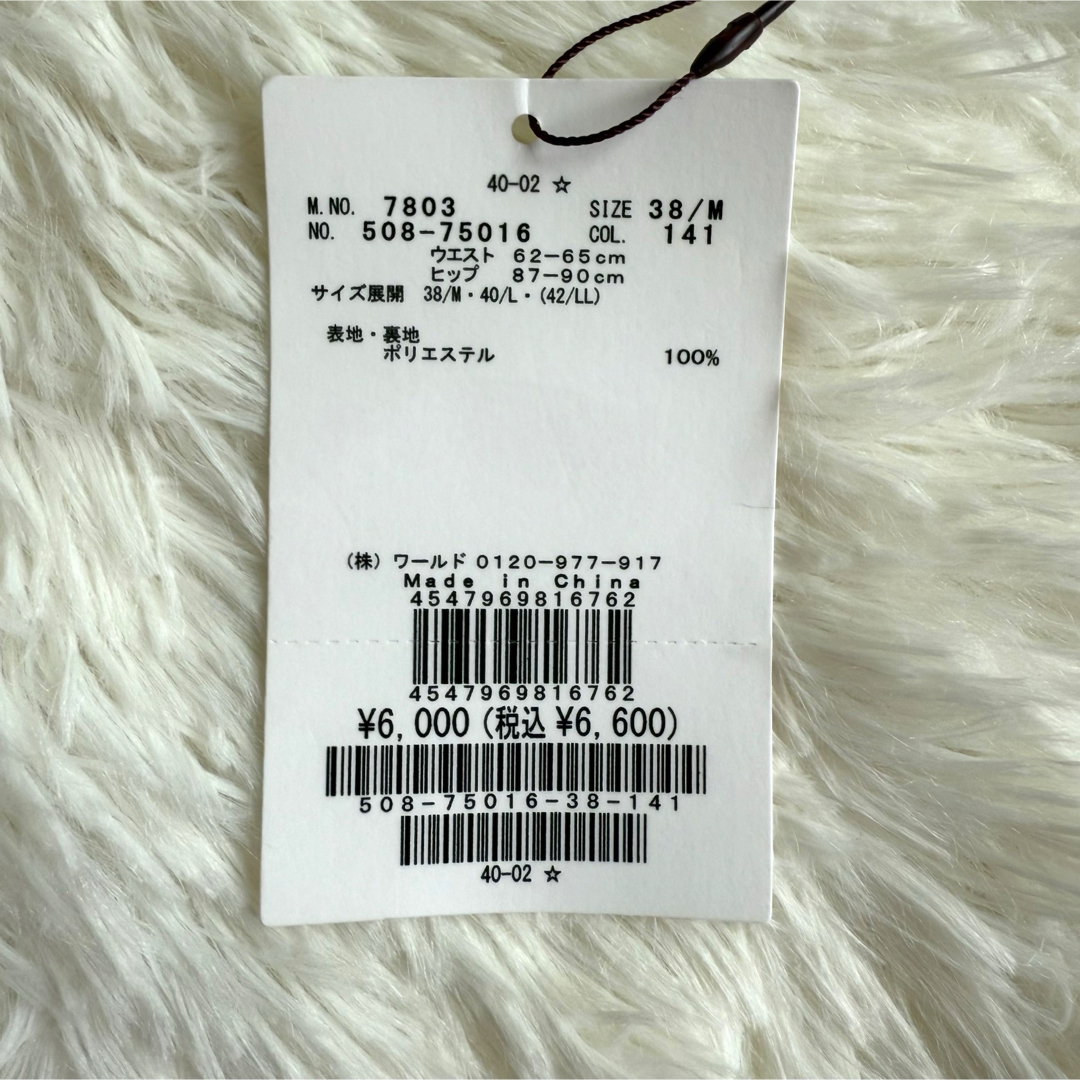 40-02 ☆
M.NO. 7803 SIZE 38/M
NO. 508-75016 COL. 141
ウエスト 62-65cm
ヒップ 87-90cm
サイズ展開 38/M・40/L・(42/LL)
表地・裏地
ポリエステル 100%
(株) ワールド 0120-977-917
Made in China
4547969816762
4547969816762
¥6,000 (税込 ¥6,600)
508-75016-38-141
40-02 ☆